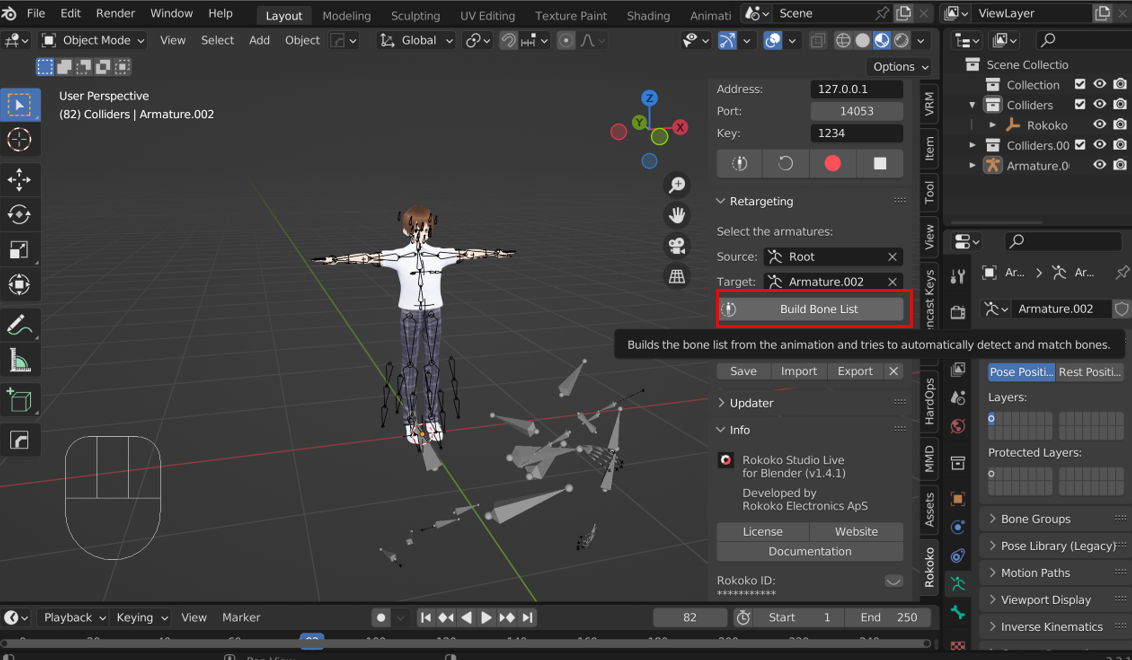 File Edit Render Window Help Layout Modeling Sculpting UV Editing Texture Paint Shading Animati Scene ViewLayer
Object Mode View Select Add Object Global
Options
User Perspective
(82) Colliders | Armature.002
Z
Y
X
Address: 127.0.0.1
Port: 14053
Key: 1234
Retargeting
Select the armatures:
Source: Root
Target: Armature.002
Build Bone List
Builds the bone list from the animation and tries to automatically detect and match bones.
Save Import Export
Updater
Info
Rokoko Studio Live
for Blender (v1.4.1)
Developed by
Rokoko Electronics ApS
License Website
Documentation
Rokoko ID:
***********
VRM
Item
Tool
View
encast Keys
HardOps
MMD
Assets
Rokoko
Scene Collectio
Collection
Colliders
Rokoko
Colliders.00
Armature.0
Ar... Ar...
Armature.002
Pose Positi... Rest Positi...
Layers:
Protected Layers:
Bone Groups
Pose Library (Legacy)
Motion Paths
Viewport Display
Inverse Kinematics
Playback Keying View Marker 82 Start 1 End 250